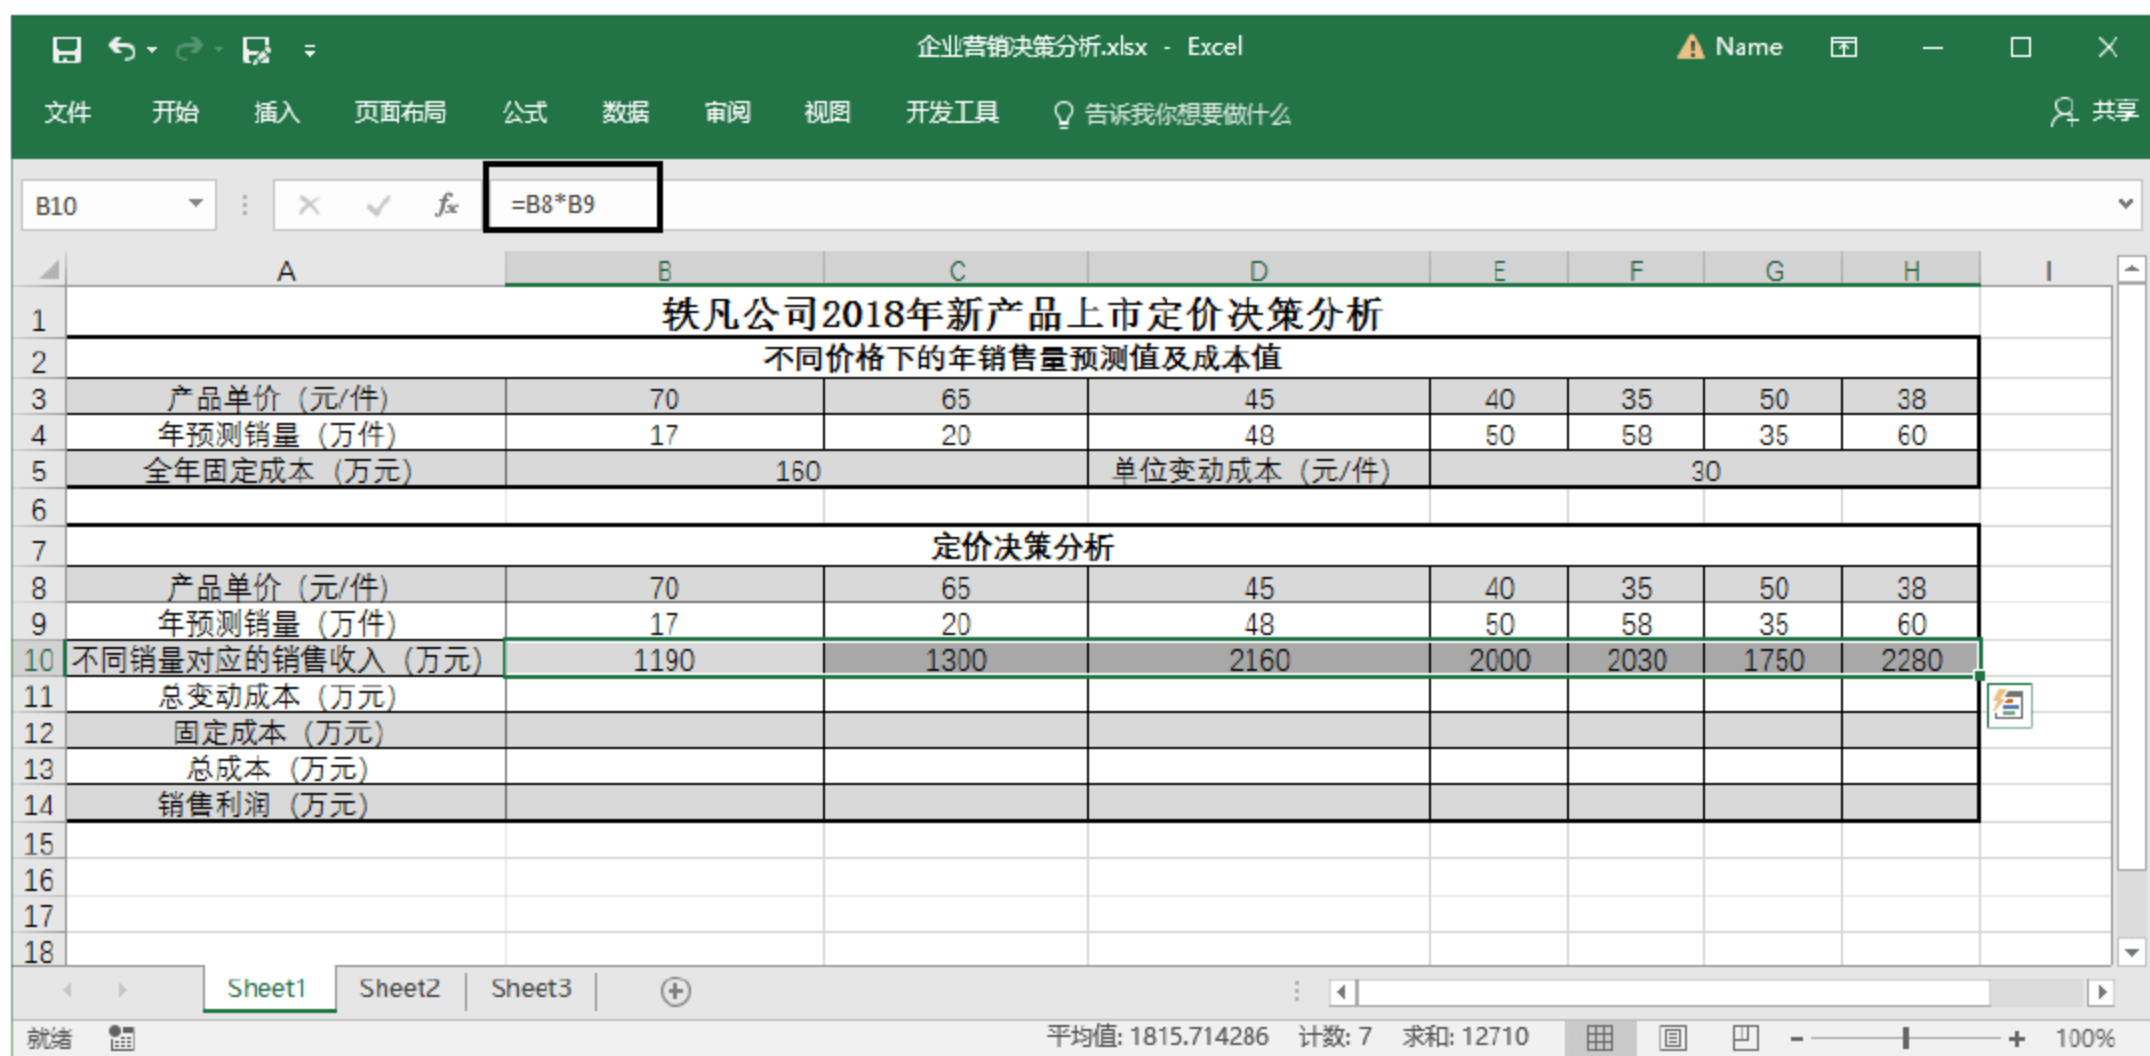 企业营销决策分析.xlsx - Excel Name
文件 开始 插入 页面布局 公式 数据 审阅 视图 开发工具 告诉我你想要做什么 共享
B10 fx =B8*B9
A B C D E F G H I
1 轶凡公司2018年新产品上市定价决策分析
2 不同价格下的年销售量预测值及成本值
3 产品单价（元/件） 70 65 45 40 35 50 38
4 年预测销量（万件） 17 20 48 50 58 35 60
5 全年固定成本（万元） 160 单位变动成本（元/件） 30
6
7 定价决策分析
8 产品单价（元/件） 70 65 45 40 35 50 38
9 年预测销量（万件） 17 20 48 50 58 35 60
10 不同销量对应的销售收入（万元） 1190 1300 2160 2000 2030 1750 2280
11 总变动成本（万元）
12 固定成本（万元）
13 总成本（万元）
14 销售利润（万元）
15
16
17
18
Sheet1 Sheet2 Sheet3
就绪 平均值: 1815.714286 计数: 7 求和: 12710 100%